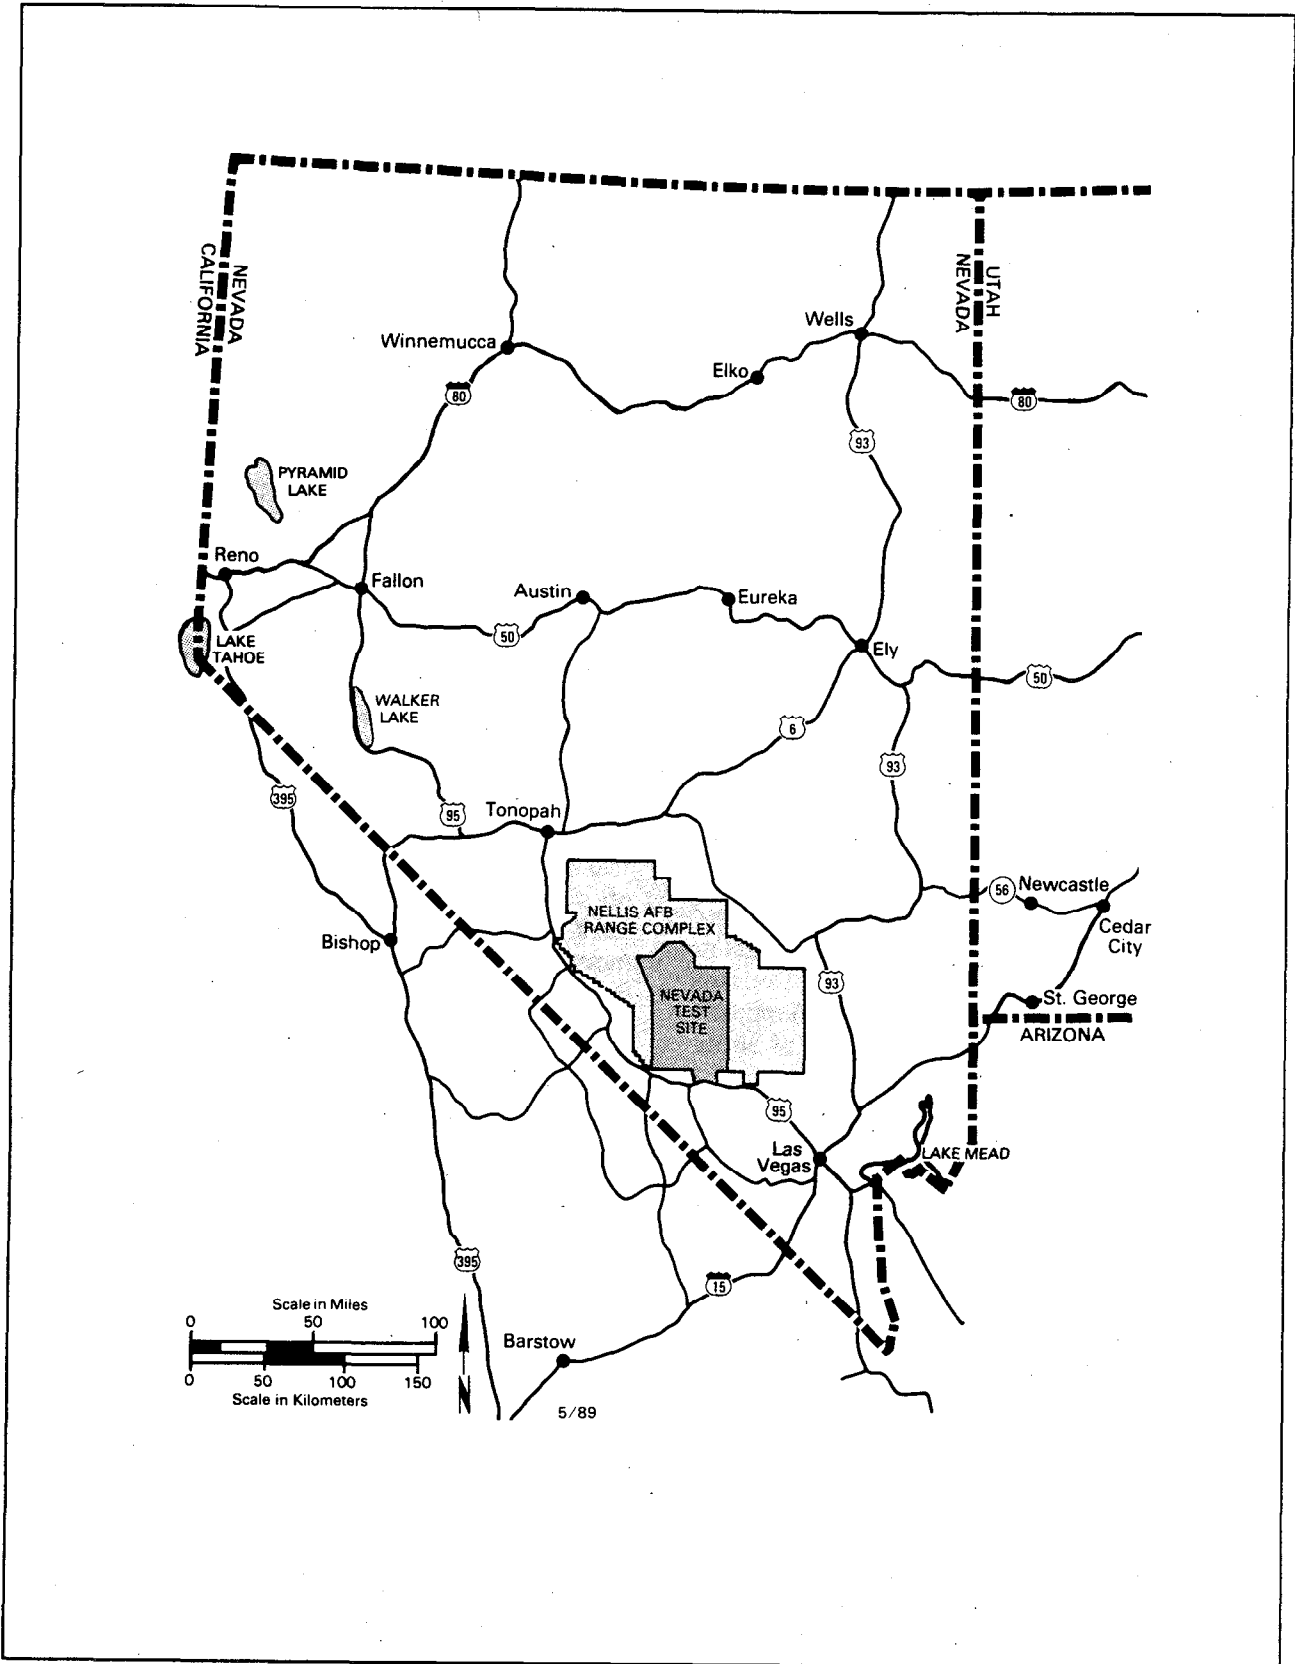 NEVADA
CALIFORNIA
UTAH
NEVADA
Wells
Winnemucca
Elko
80
80
93
PYRAMID
LAKE
Reno
Fallon
Austin
Eureka
50
LAKE
TAHOE
Ely
50
WALKER
LAKE
6
93
395
95
Tonopah
56
Newcastle
NELLIS AFB
RANGE COMPLEX
Cedar
City
Bishop
93
NEVADA
TEST
SITE
St. George
ARIZONA
95
Las
Vegas
LAKE MEAD
395
15
Scale in Miles
0 50 100
Barstow
0 50 100 150
Scale in Kilometers
N
5/89